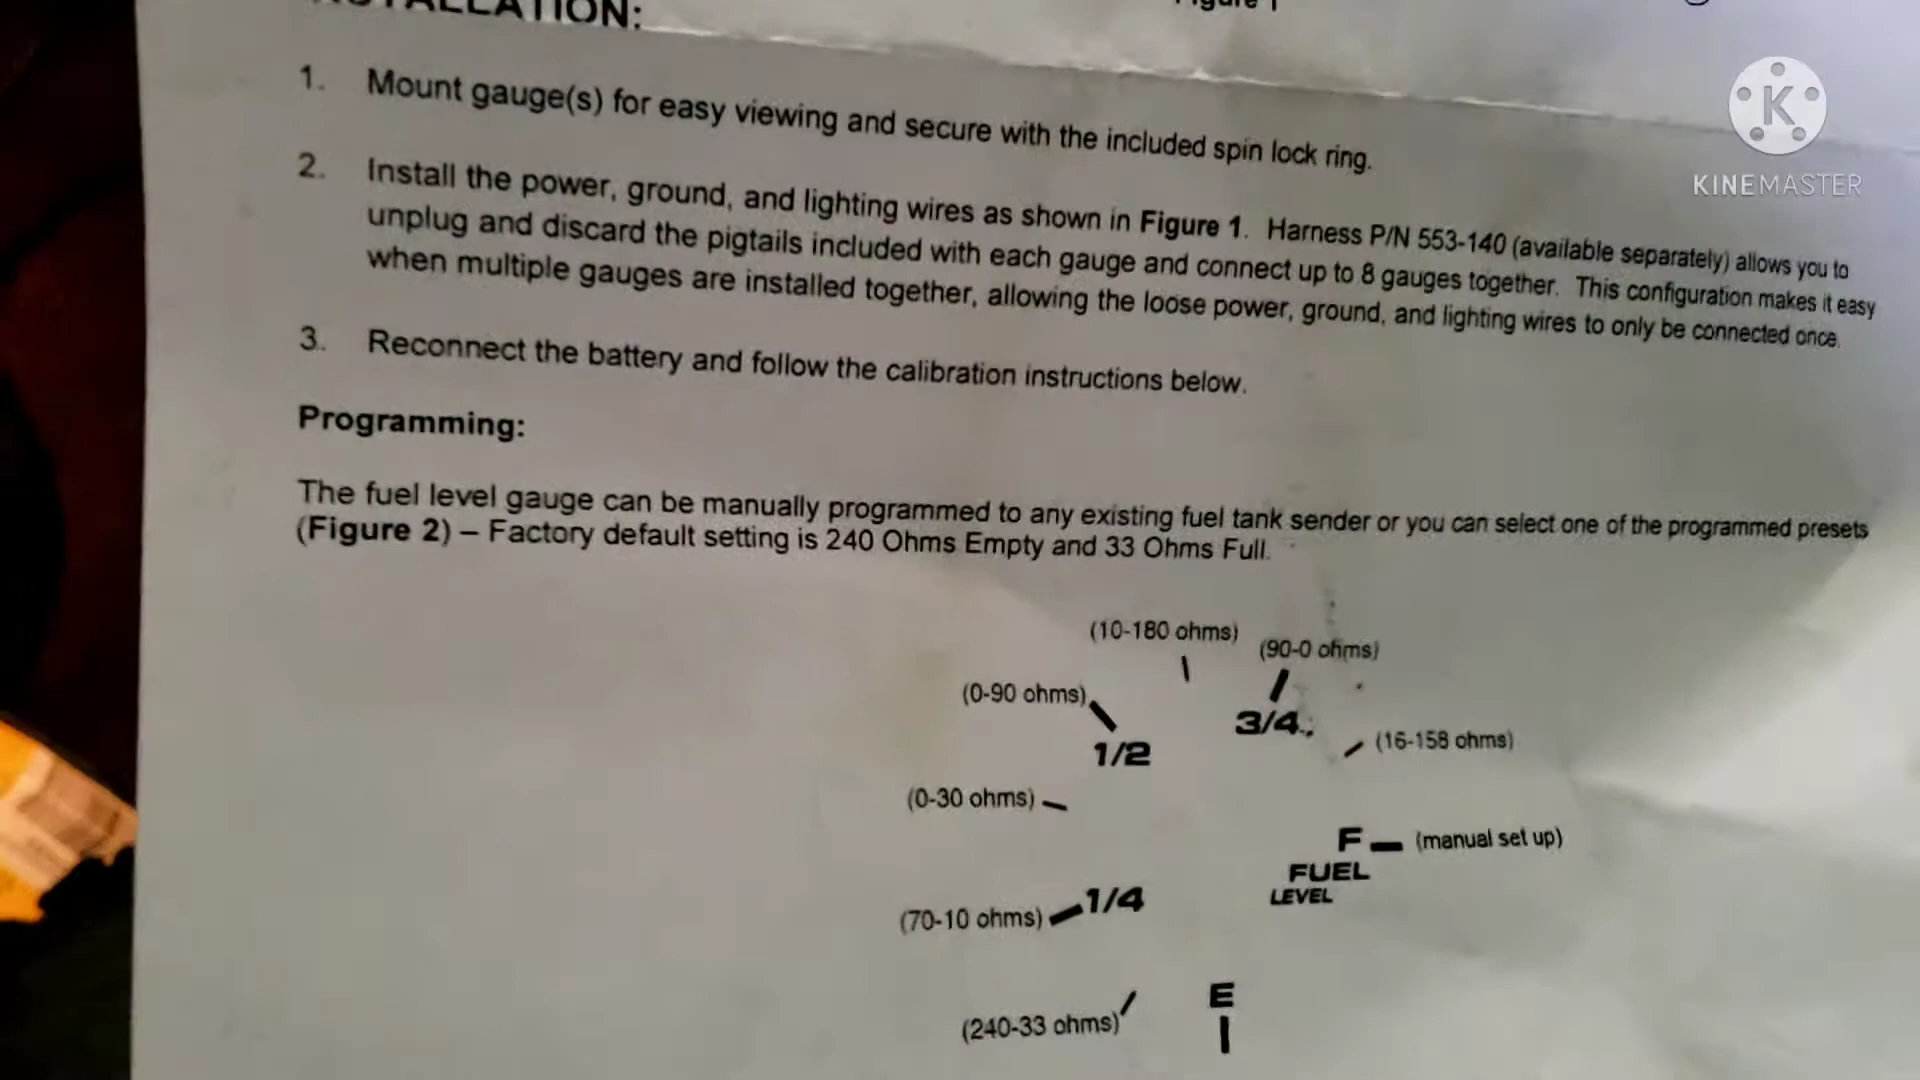 INSTALLATION:
Figure 1
1. Mount gauge(s) for easy viewing and secure with the included spin lock ring.
2. Install the power, ground, and lighting wires as shown in Figure 1. Harness P/N 553-140 (available separately) allows you to
unplug and discard the pigtails included with each gauge and connect up to 8 gauges together. This configuration makes it easy
when multiple gauges are installed together, allowing the loose power, ground, and lighting wires to only be connected once.
3. Reconnect the battery and follow the calibration instructions below.
Programming:
The fuel level gauge can be manually programmed to any existing fuel tank sender or you can select one of the programmed presets
(Figure 2) – Factory default setting is 240 Ohms Empty and 33 Ohms Full.
(10-180 ohms)
(90-0 ohms)
(0-90 ohms)
3/4
1/2
(16-158 ohms)
(0-30 ohms)
F
(manual set up)
FUEL
LEVEL
1/4
(70-10 ohms)
E
(240-33 ohms)
K
KINEMASTER